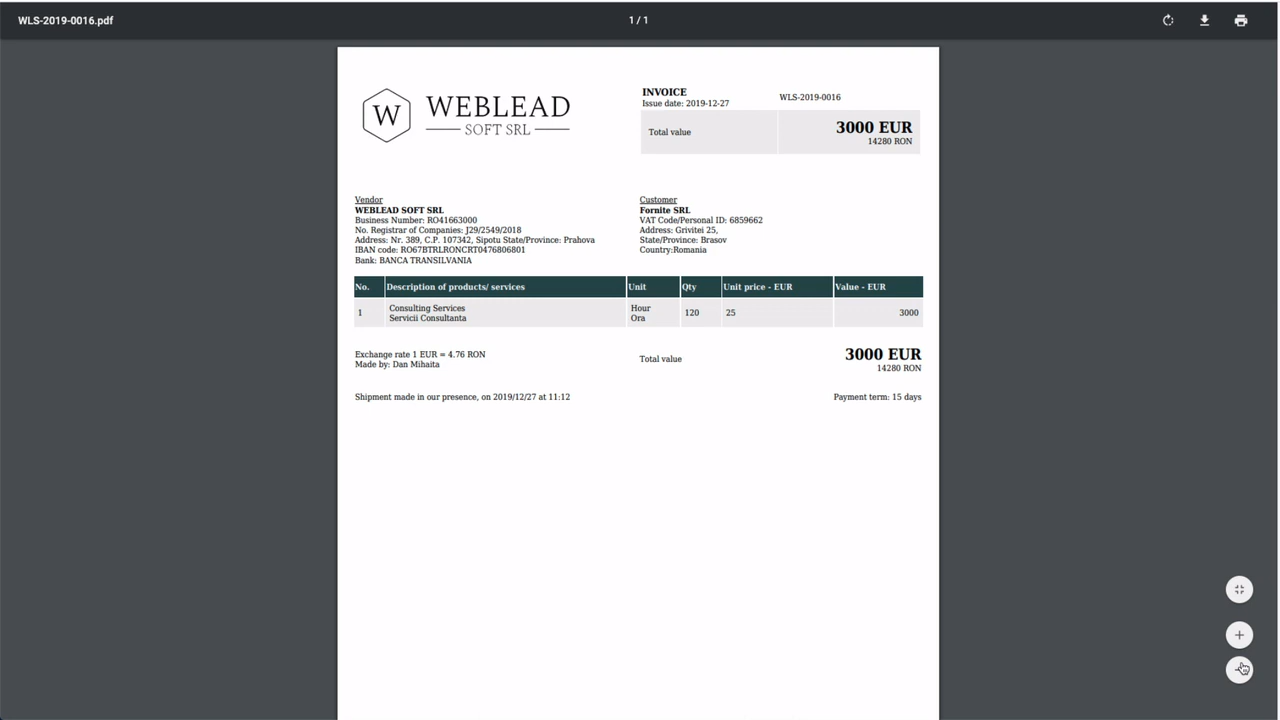 WLS-2019-0016.pdf
1 / 1
W
WEBLEAD
SOFT SRL
INVOICE
Issue date: 2019-12-27
WLS-2019-0016
Total value
3000 EUR
14280 RON
Vendor
WEBLEAD SOFT SRL
Business Number: RO41663000
No. Registrar of Companies: J29/2549/2018
Address: Nr. 389, C.P. 107342, Sipotu State/Province: Prahova
IBAN code: RO67BTRLRONCRT0476806801
Bank: BANCA TRANSILVANIA
Customer
Fornite SRL
VAT Code/Personal ID: 6859662
Address: Grivitei 25,
State/Province: Brasov
Country:Romania
No. Description of products/ services Unit Qty Unit price - EUR Value - EUR
1 Consulting Services Hour 120 25 3000
Servicii Consultanta Ora
Exchange rate 1 EUR = 4.76 RON
Made by: Dan Mihaita
Total value
3000 EUR
14280 RON
Shipment made in our presence, on 2019/12/27 at 11:12
Payment term: 15 days